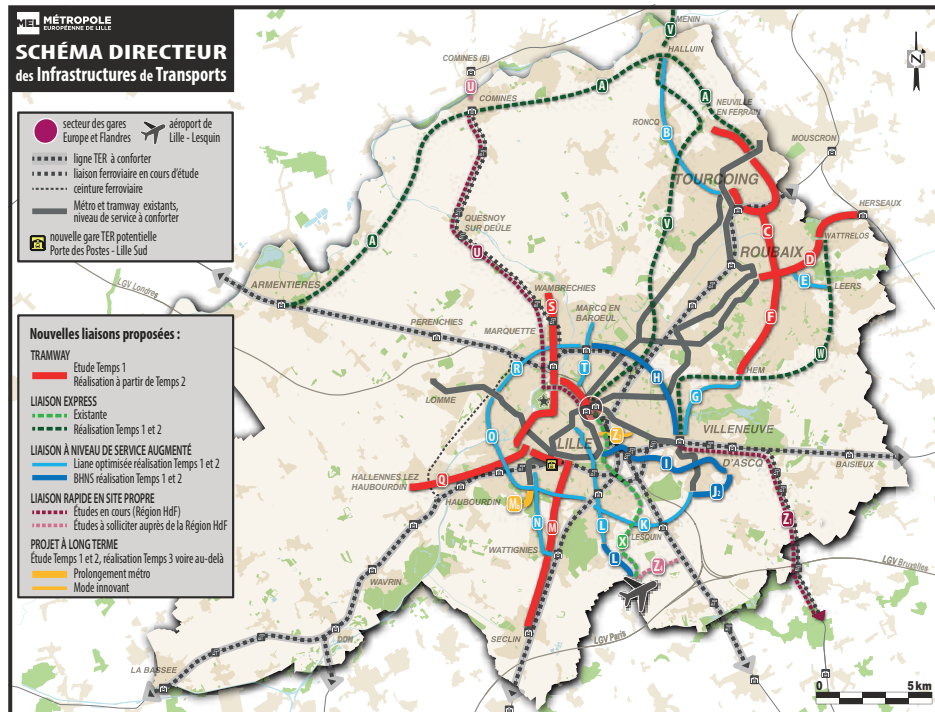 MEL MÉTROPOLE
EUROPÉENNE DE LILLE
SCHÉMA DIRECTEUR
des Infrastructures de Transports
secteur des gares
Europe et Flandres
aéroport de
Lille - Lesquin
ligne TER à conforter
liaison ferroviaire en cours d'étude
ceinture ferroviaire
Métro et tramway existants,
niveau de service à conforter
nouvelle gare TER potentielle
Porte des Postes - Lille Sud
Nouvelles liaisons proposées :
TRAMWAY
Etude Temps 1
Réalisation à partir de Temps 2
LIAISON EXPRESS
Existante
Réalisation Temps 1 et 2
LIAISON À NIVEAU DE SERVICE AUGMENTÉ
Liane optimisée réalisation Temps 1 et 2
BHNS réalisation Temps 1 et 2
LIAISON RAPIDE EN SITE PROPRE
Études en cours (Région HdF)
Études à solliciter auprès de la Région HdF
PROJET À LONG TERME
Étude Temps 1 et 2, réalisation Temps 3 voire au-delà
Prolongement métro
Mode innovant
N
MENIN
V
HALLUIN
COMINES (B)
U
A
COMINES
A
NEUVILLE
EN FERRAIN
RONCQ
B
MOUSCRON
TOURCOING
HERSEAUX
QUESNOY
SUR DEÛLE
V
C
WATTRELOS
A
U
ROUBAIX
D
E
LEERS
LGV Londres
ARMENTIERES
WAMBRECHIES
S
MARCQ EN
BAROEUL
F
PERENCHIES
MARQUETTE
W
R
T
H
HEM
LOMME
G
O
LILLE
Z
VILLENEUVE
D'ASCQ
BAISIEUX
I
HALLENNES LEZ
HAUBOURDIN
Q
HAUBOURDIN
M
N
M
L
K
J2
WATTIGNIES
X
LESQUIN
L
Z
Z
LGV Bruxelles
WAVRIN
DON
SECLIN
LGV Paris
LA BASSEE
0 5 km